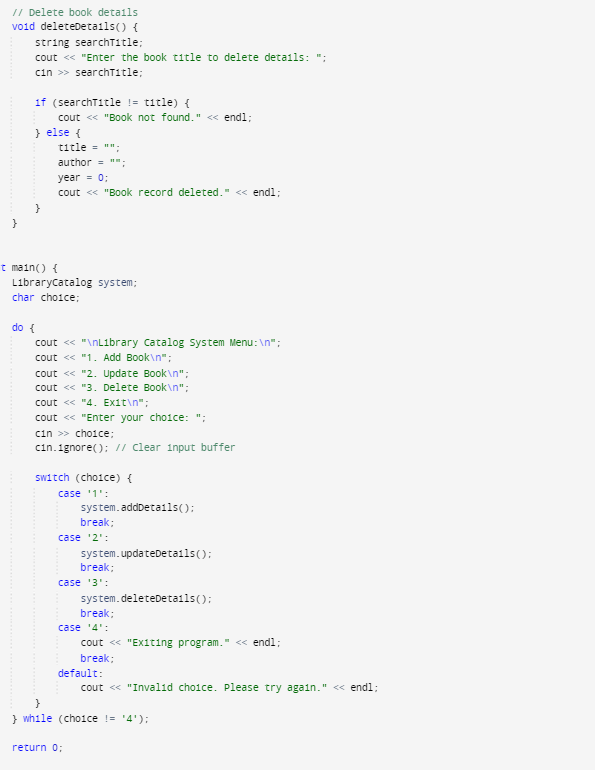 // Delete book details
void deleteDetails() {
string searchTitle;
cout << "Enter the book title to delete details: ";
cin >> searchTitle;
if (searchTitle != title) {
cout << "Book not found." << endl;
} else {
title = "";
author = "";
year = 0;
cout << "Book record deleted." << endl;
}
}
t main() {
LibraryCatalog system;
char choice;
do {
cout << "\nLibrary Catalog System Menu:\n";
cout << "1. Add Book\n";
cout << "2. Update Book\n";
cout << "3. Delete Book\n";
cout << "4. Exit\n";
cout << "Enter your choice: ";
cin >> choice;
cin.ignore(); // Clear input buffer
switch (choice) {
case '1':
system.addDetails();
break;
case '2':
system.updateDetails();
break;
case '3':
system.deleteDetails();
break;
case '4':
cout << "Exiting program." << endl;
break;
default:
cout << "Invalid choice. Please try again." << endl;
}
} while (choice != '4');
return 0;